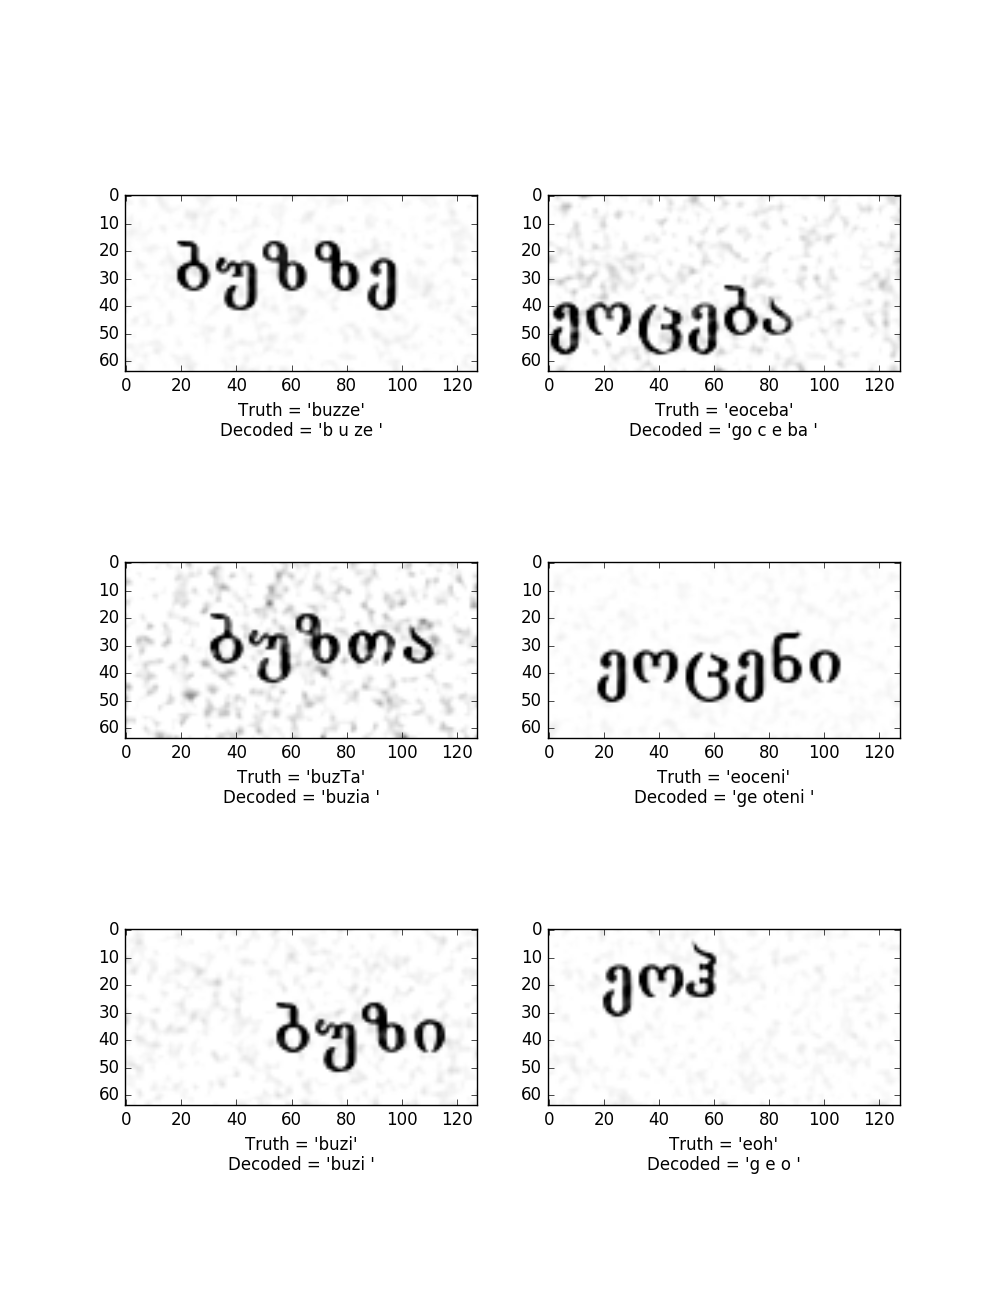 0
10
20
30
40
50
60
ბუზზე
0 20 40 60 80 100 120
Truth = 'buzze'
Decoded = 'b u ze '
0
10
20
30
40
50
60
ეოცება
0 20 40 60 80 100 120
Truth = 'eoceba'
Decoded = 'go c e ba '
0
10
20
30
40
50
60
ბუზთა
0 20 40 60 80 100 120
Truth = 'buzTa'
Decoded = 'buzia '
0
10
20
30
40
50
60
ეოცენი
0 20 40 60 80 100 120
Truth = 'eoceni'
Decoded = 'ge oteni '
0
10
20
30
40
50
60
ბუზი
0 20 40 60 80 100 120
Truth = 'buzi'
Decoded = 'buzi '
0
10
20
30
40
50
60
ეოჰ
0 20 40 60 80 100 120
Truth = 'eoh'
Decoded = 'g e o '